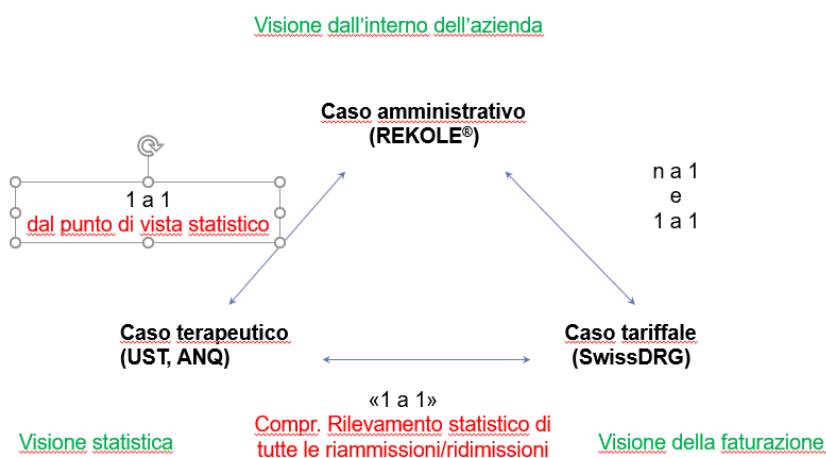 Visione dall'interno dell'azienda
Caso amministrativo
(REKOLE®)
1 a 1
dal punto di vista statistico
n a 1
e
1 a 1
Caso terapeutico
(UST, ANQ)
Caso tariffale
(SwissDRG)
«1 a 1»
Compr. Rilevamento statistico di
tutte le riammissioni/ridimissioni
Visione statistica
Visione della faturazione